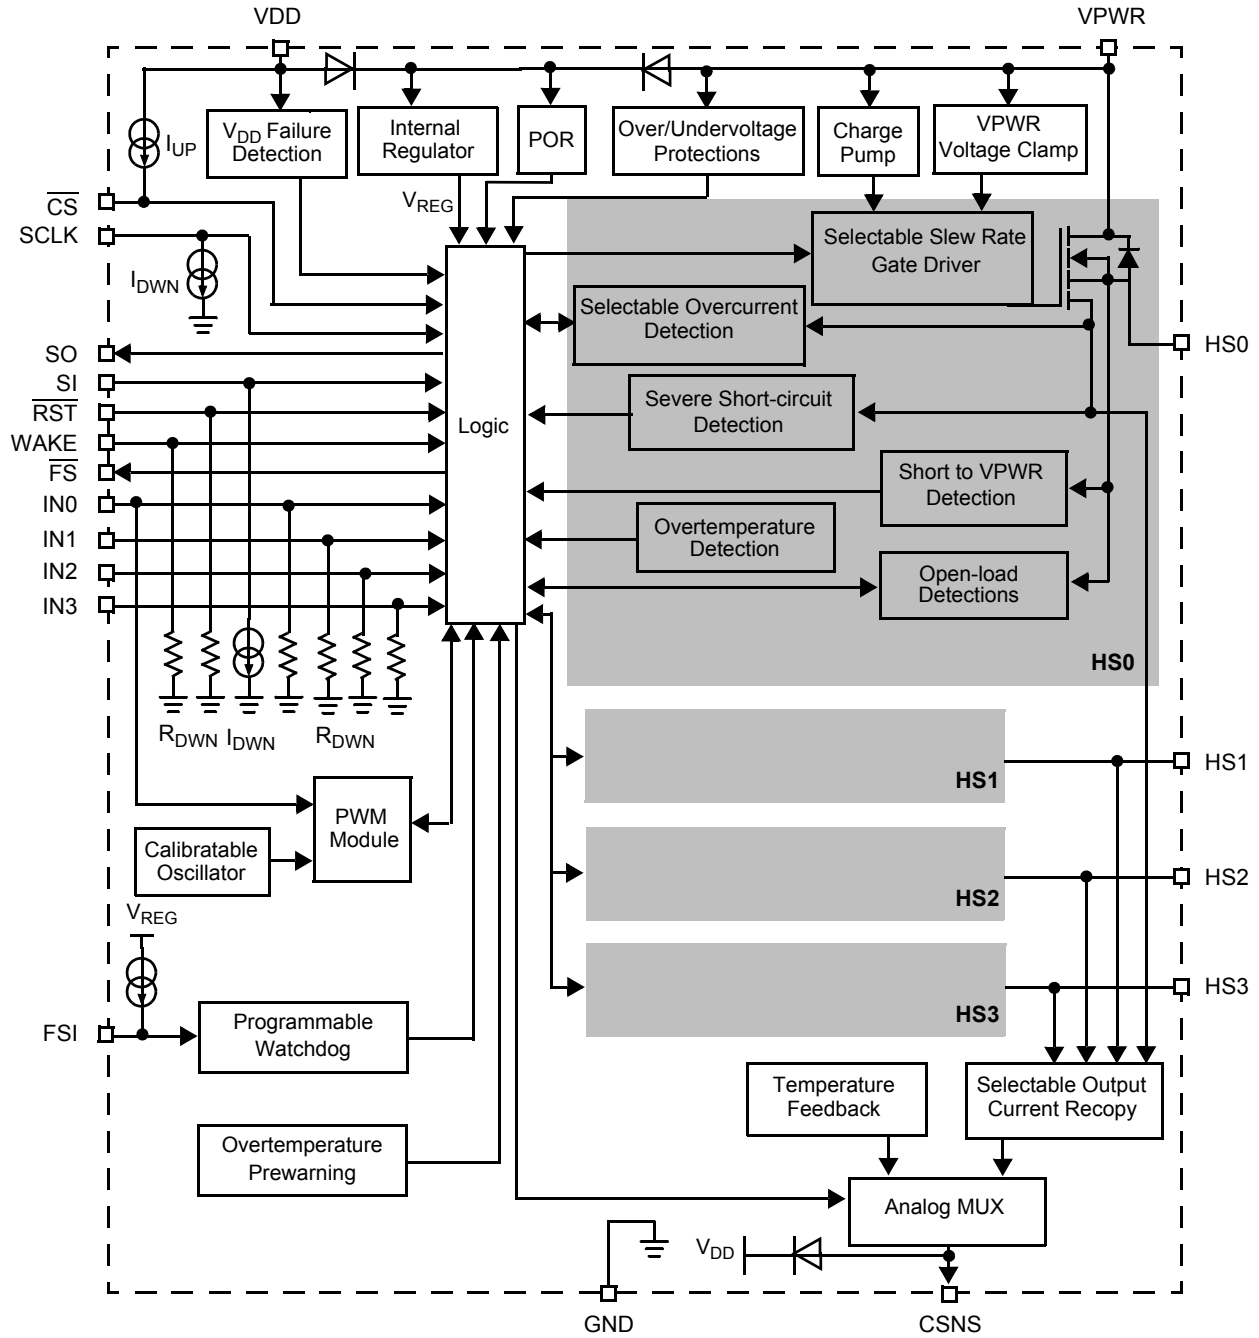 VDD
VPWR
IUP
VDD Failure
Detection
Internal
Regulator
POR
Over/Undervoltage
Protections
Charge
Pump
VPWR
Voltage Clamp
CS
SCLK
VREG
IDWN
Selectable Slew Rate
Gate Driver
Selectable Overcurrent
Detection
HS0
SO
SI
RST
WAKE
FS
IN0
IN1
IN2
IN3
Logic
Severe Short-circuit
Detection
Short to VPWR
Detection
Overtemperature
Detection
Open-load
Detections
HS0
RDWN
IDWN
RDWN
HS1
HS1
PWM
Module
Calibratable
Oscillator
HS2
HS2
VREG
HS3
HS3
FSI
Programmable
Watchdog
Temperature
Feedback
Selectable Output
Current Recopy
Overtemperature
Prewarning
Analog MUX
VDD
GND
CSNS